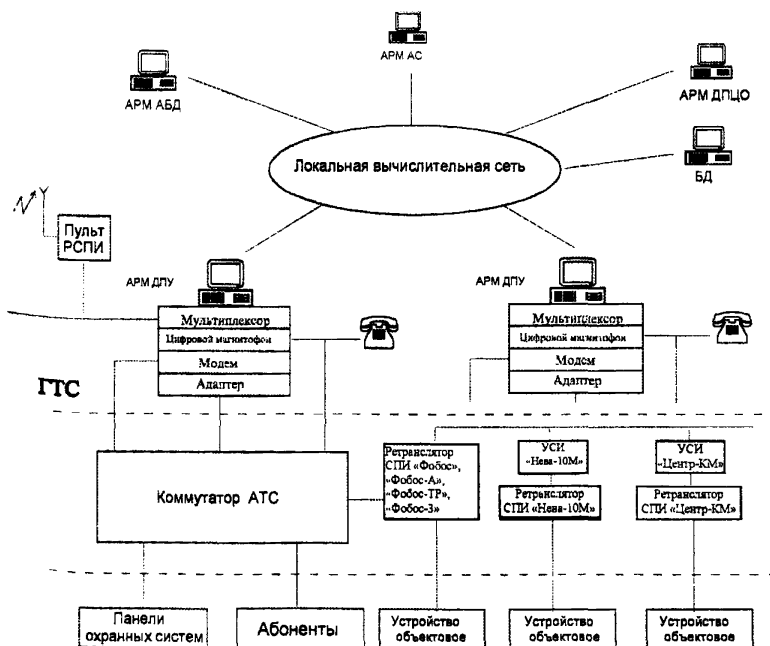 АРМ АС
АРМ АБД
АРМ ДПЦО
Локальная вычислительная сеть
БД
Пульт
РСПИ
АРМ ДПУ
АРМ ДПУ
Мультиплексор
Цифровой магнитофон
Модем
Адаптер
Мультиплексор
Цифровой магнитофон
Модем
Адаптер
ГТС
Коммутатор АТС
Ретранслятор
СПИ «Фобос»,
«Фобос-А»,
«Фобос-ТР»,
«Фобос-3»
УСИ
«Нева-10М»
Ретранслятор
СПИ «Нева-10М»
УСИ
«Центр-КМ»
Ретранслятор
СПИ «Центр-КМ»
Панели
охранных систем
Абоненты
Устройство
объектовое
Устройство
объектовое
Устройство
объектовое